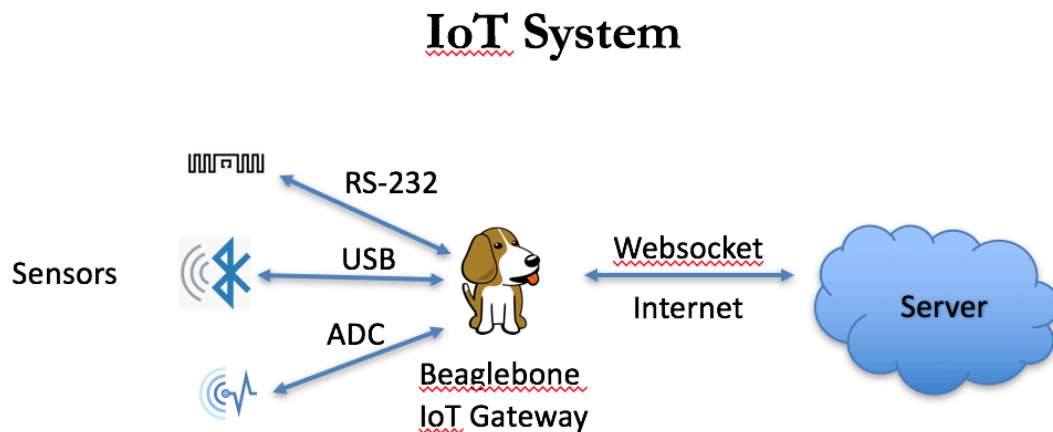 IoT System
RS-232
Sensors
USB
ADC
Beaglebone
IoT Gateway
Websocket
Internet
Server